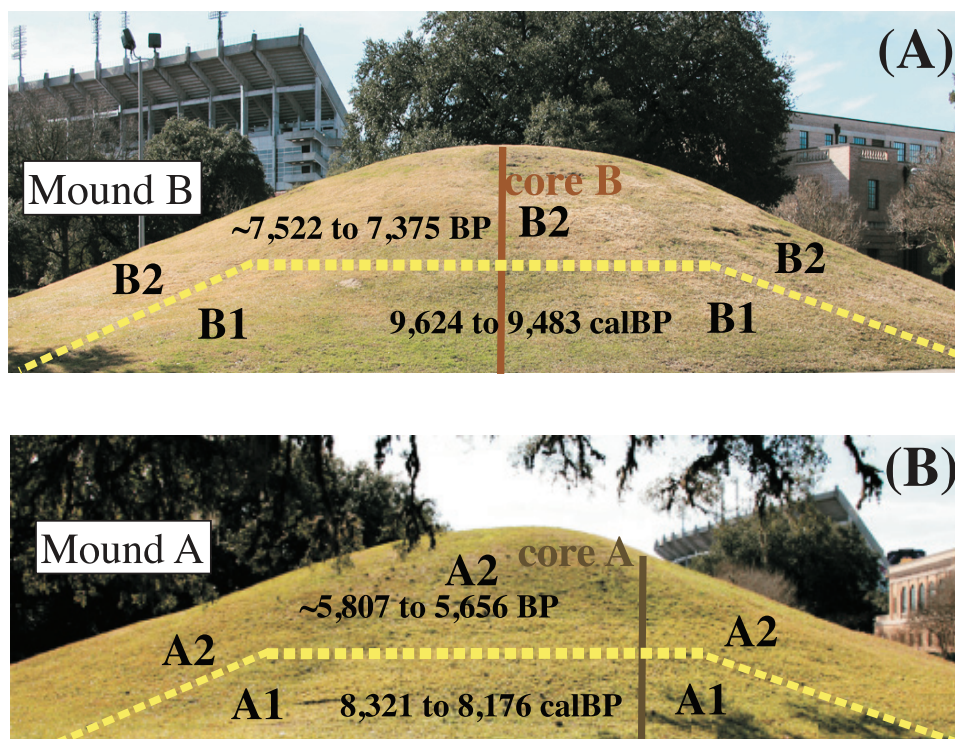 (A)
Mound B
core B
~7,522 to 7,375 BP
B2
B2
B2
B1
9,624 to 9,483 calBP
B1
(B)
Mound A
core A
A2
~5,807 to 5,656 BP
A2
A2
A1
8,321 to 8,176 calBP
A1